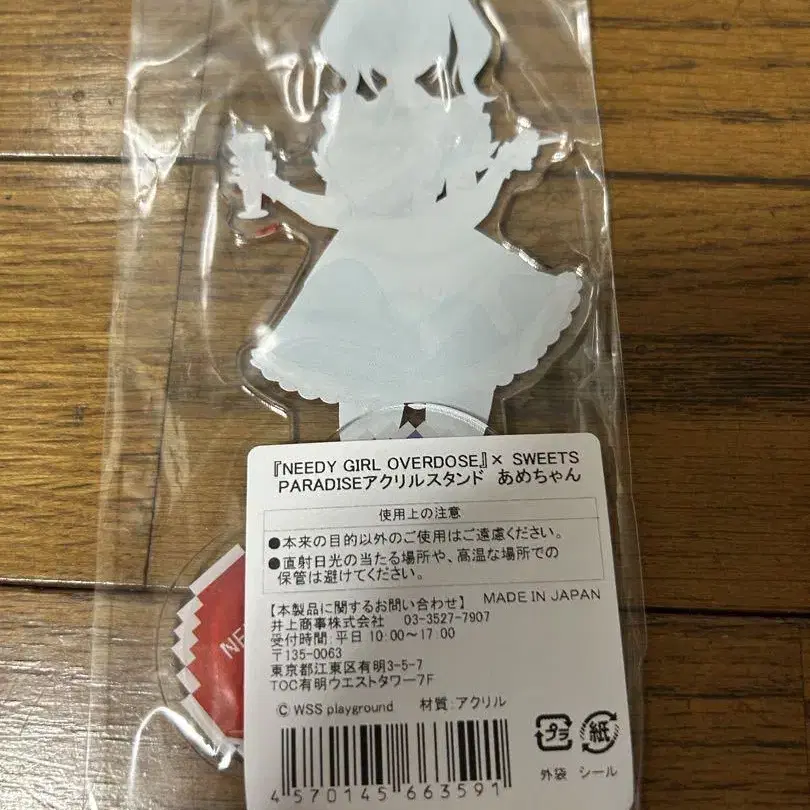 『NEEDY GIRL OVERDOSE』× SWEETS
PARADISEアクリルスタンド あめちゃん
使用上の注意
●本来の目的以外のご使用はご遠慮ください。
●直射日光の当たる場所や、高温な場所での
保管は避けてください。
【本製品に関するお問い合わせ】 MADE IN JAPAN
井上商事株式会社 03-3527-7907
受付時間:平日 10:00~17:00
〒135-0063
東京都江東区有明3-5-7
TOC有明ウエストタワー7F
© WSS playground 材質:アクリル
プラ 紙
外袋 シール
4 570145 663591